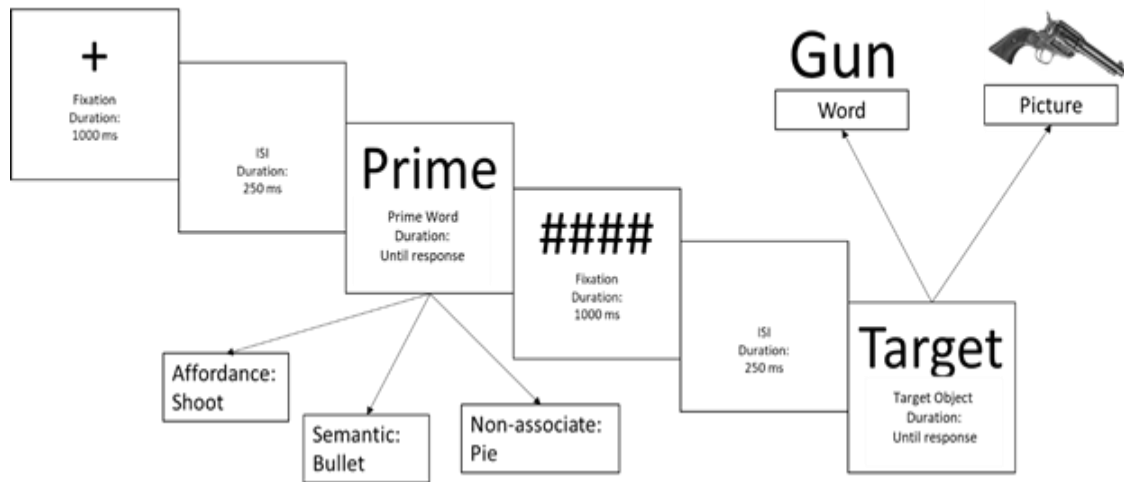 +
Fixation
Duration:
1000 ms
ISI
Duration:
250 ms
Prime
Prime Word
Duration:
Until response
Affordance:
Shoot
Semantic:
Bullet
Non-associate:
Pie
####
Fixation
Duration:
1000 ms
ISI
Duration:
250 ms
Target
Target Object
Duration:
Until response
Gun
Word
Picture